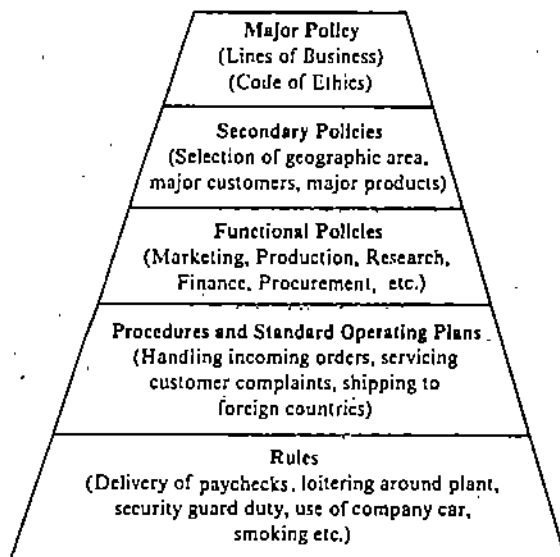 Major Policy
(Lines of Business)
(Code of Ethics)
Secondary Policies
(Selection of geographic area,
major customers, major products)
Functional Policies
(Marketing, Production, Research,
Finance, Procurement, etc.)
Procedures and Standard Operating Plans
(Handling incoming orders, servicing
customer complaints, shipping to
foreign countries)
Rules
(Delivery of paychecks, loitering around plant,
security guard duty, use of company car,
smoking etc.)